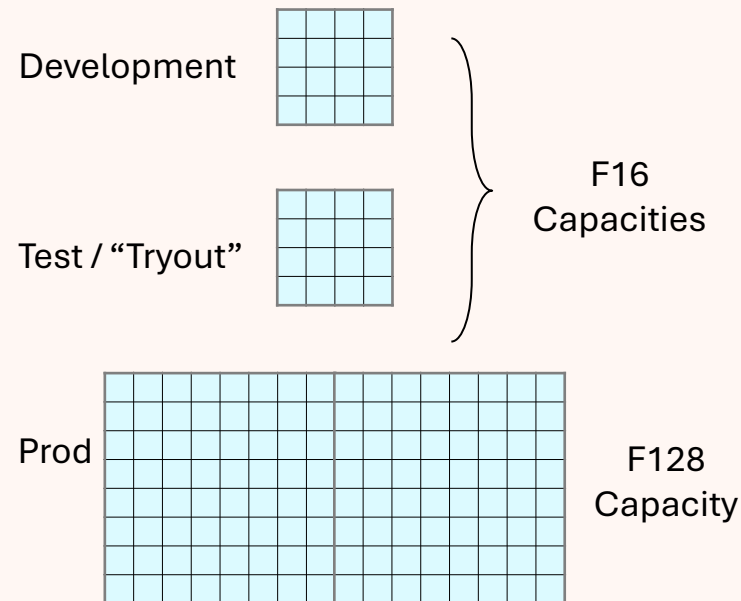 Development
F16
Capacities
Test / “Tryout”
Prod
F128
Capacity